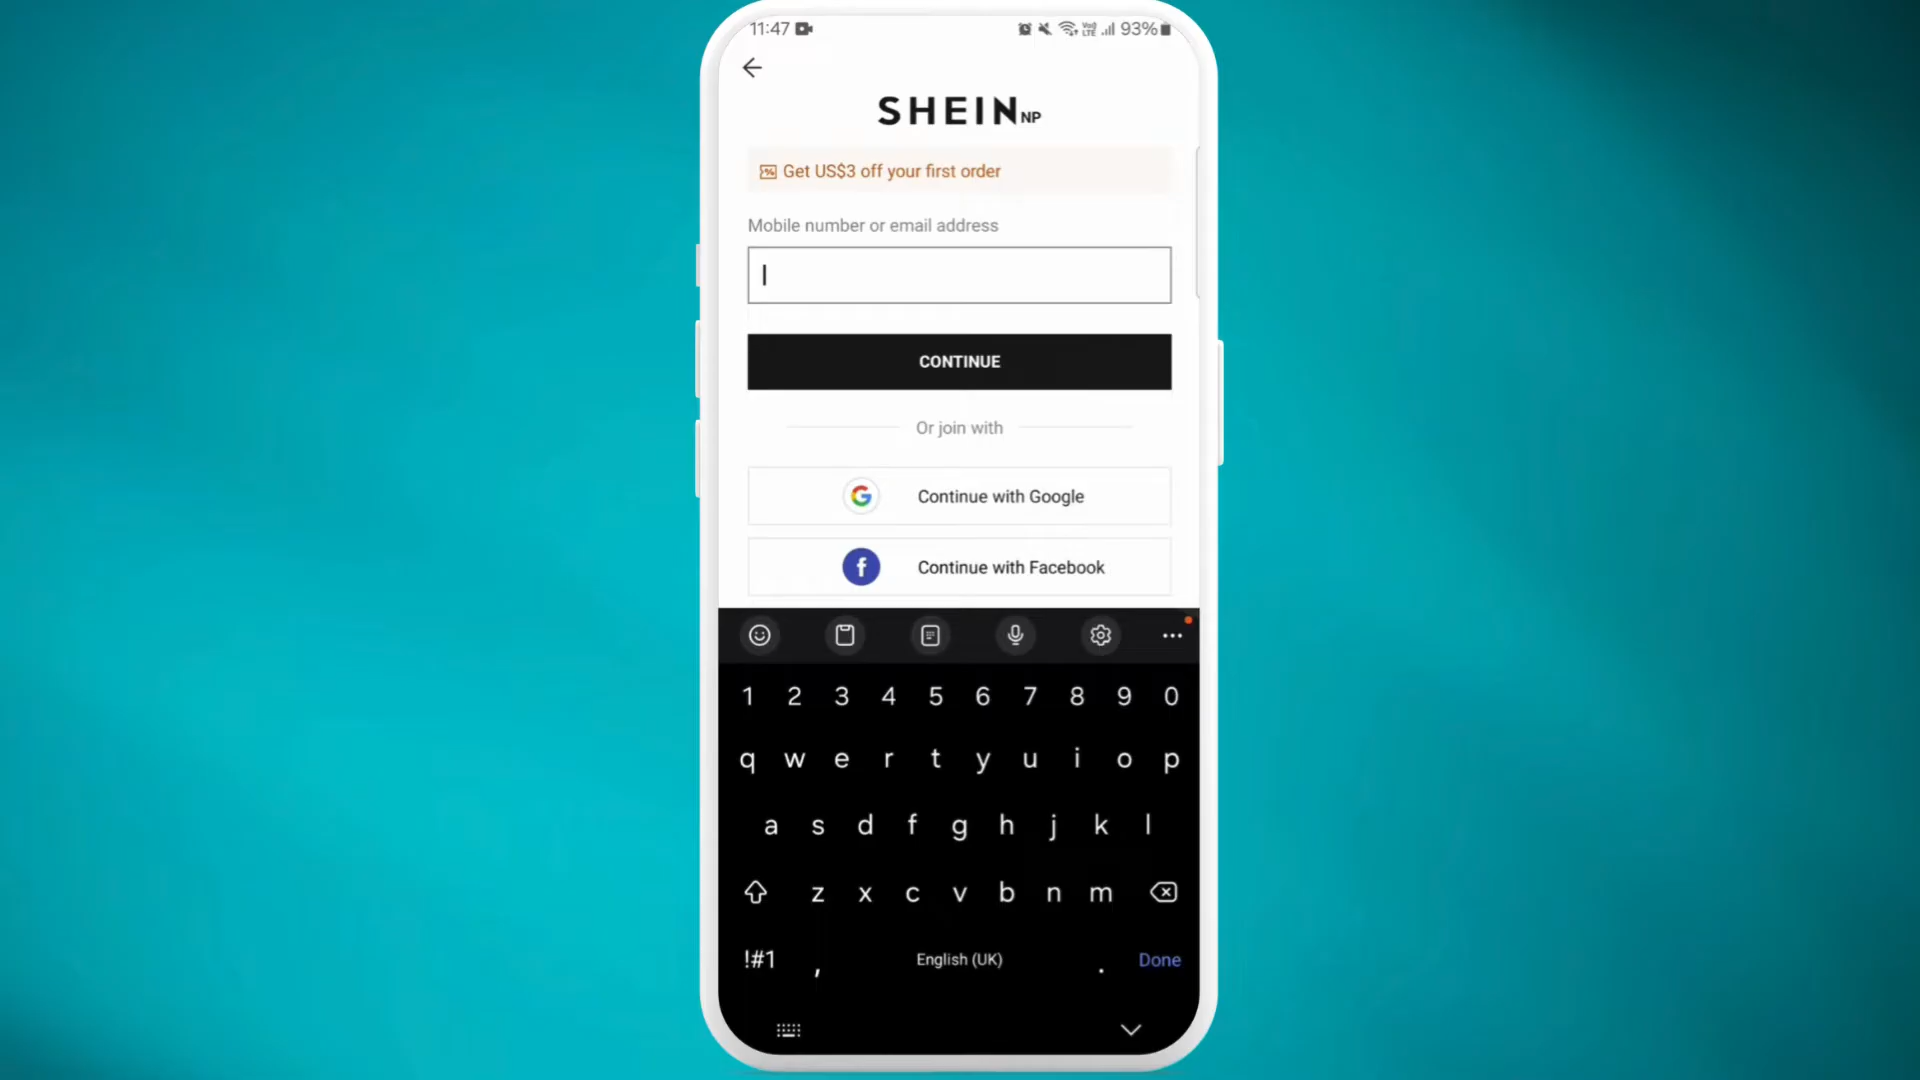 11:47 93%
SHEIN NP
Get US$3 off your first order
Mobile number or email address
CONTINUE
Or join with
G Continue with Google
f Continue with Facebook
1 2 3 4 5 6 7 8 9 0
q w e r t y u i o p
a s d f g h j k l
z x c v b n m
!#1 , English (UK) . Done